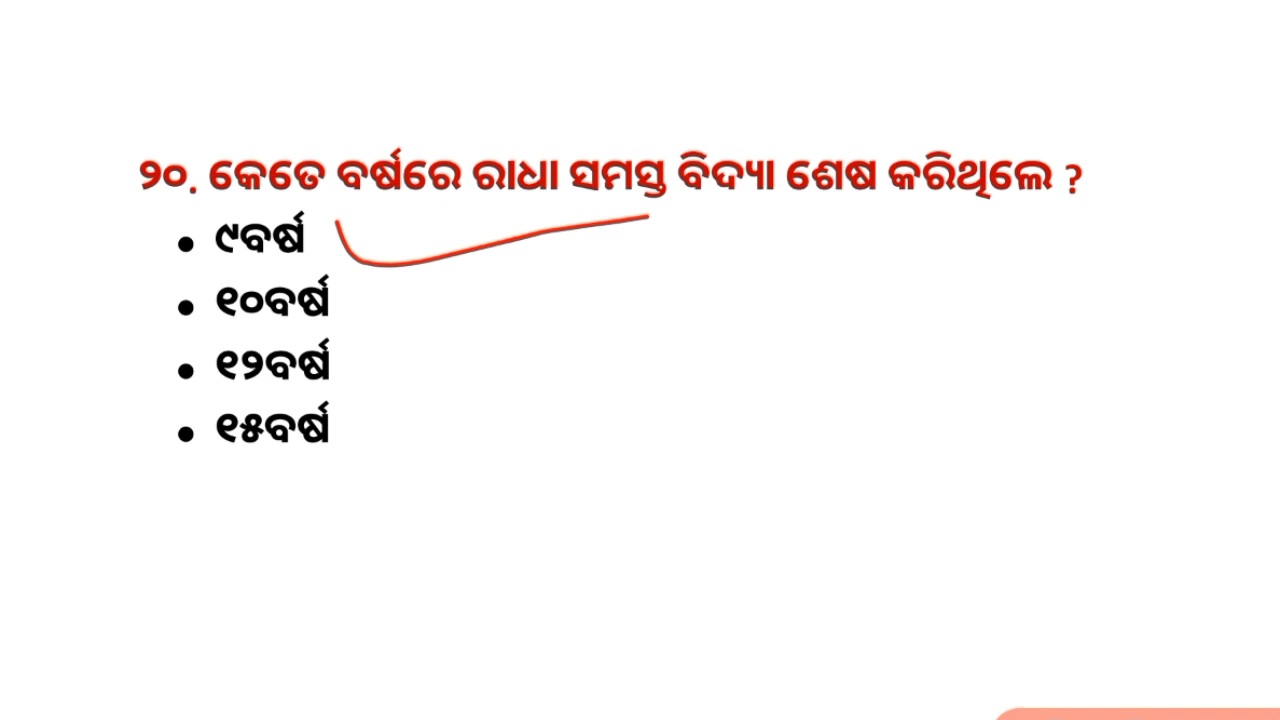 ୨୦. କେତେ ବର୍ଷରେ ରାଧା ସମସ୍ତ ବିଦ୍ୟା ଶେଷ କରିଥିଲେ ?
• ୯ବର୍ଷ
• ୧୦ବର୍ଷ
• ୧୨ବର୍ଷ
• ୧୫ବର୍ଷ